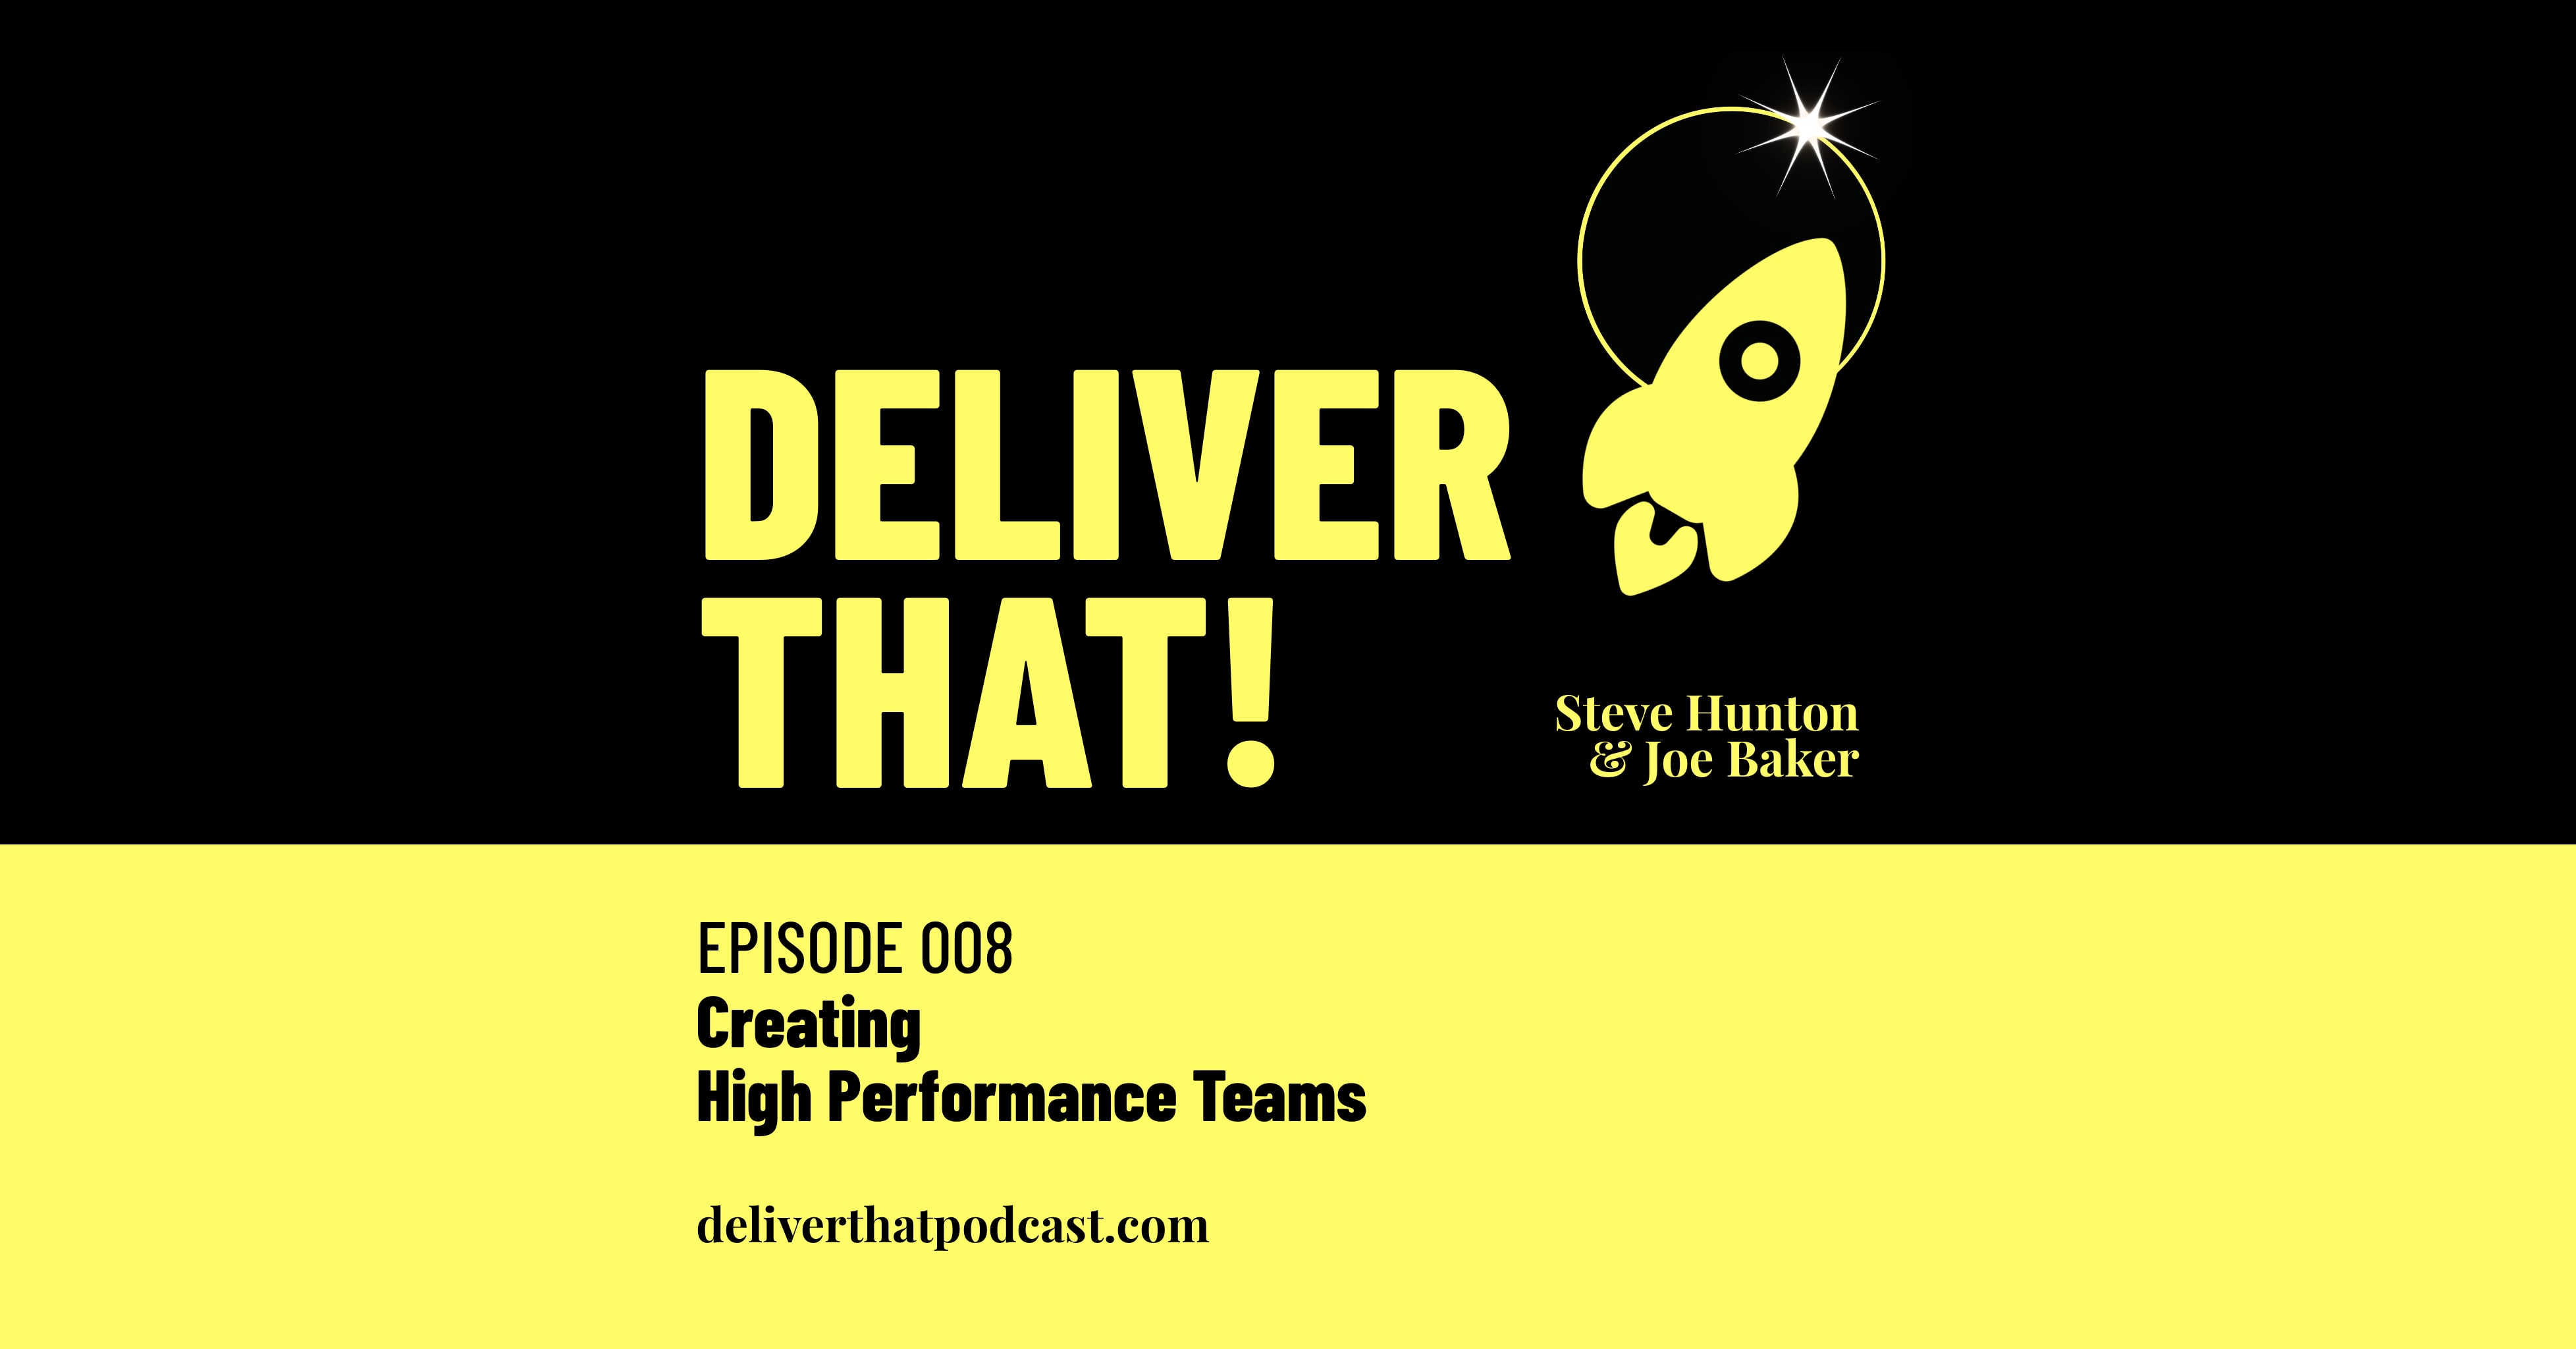 DELIVER
THAT!
Steve Hunton
& Joe Baker
EPISODE 008
Creating
High Performance Teams
deliverthatpodcast.com